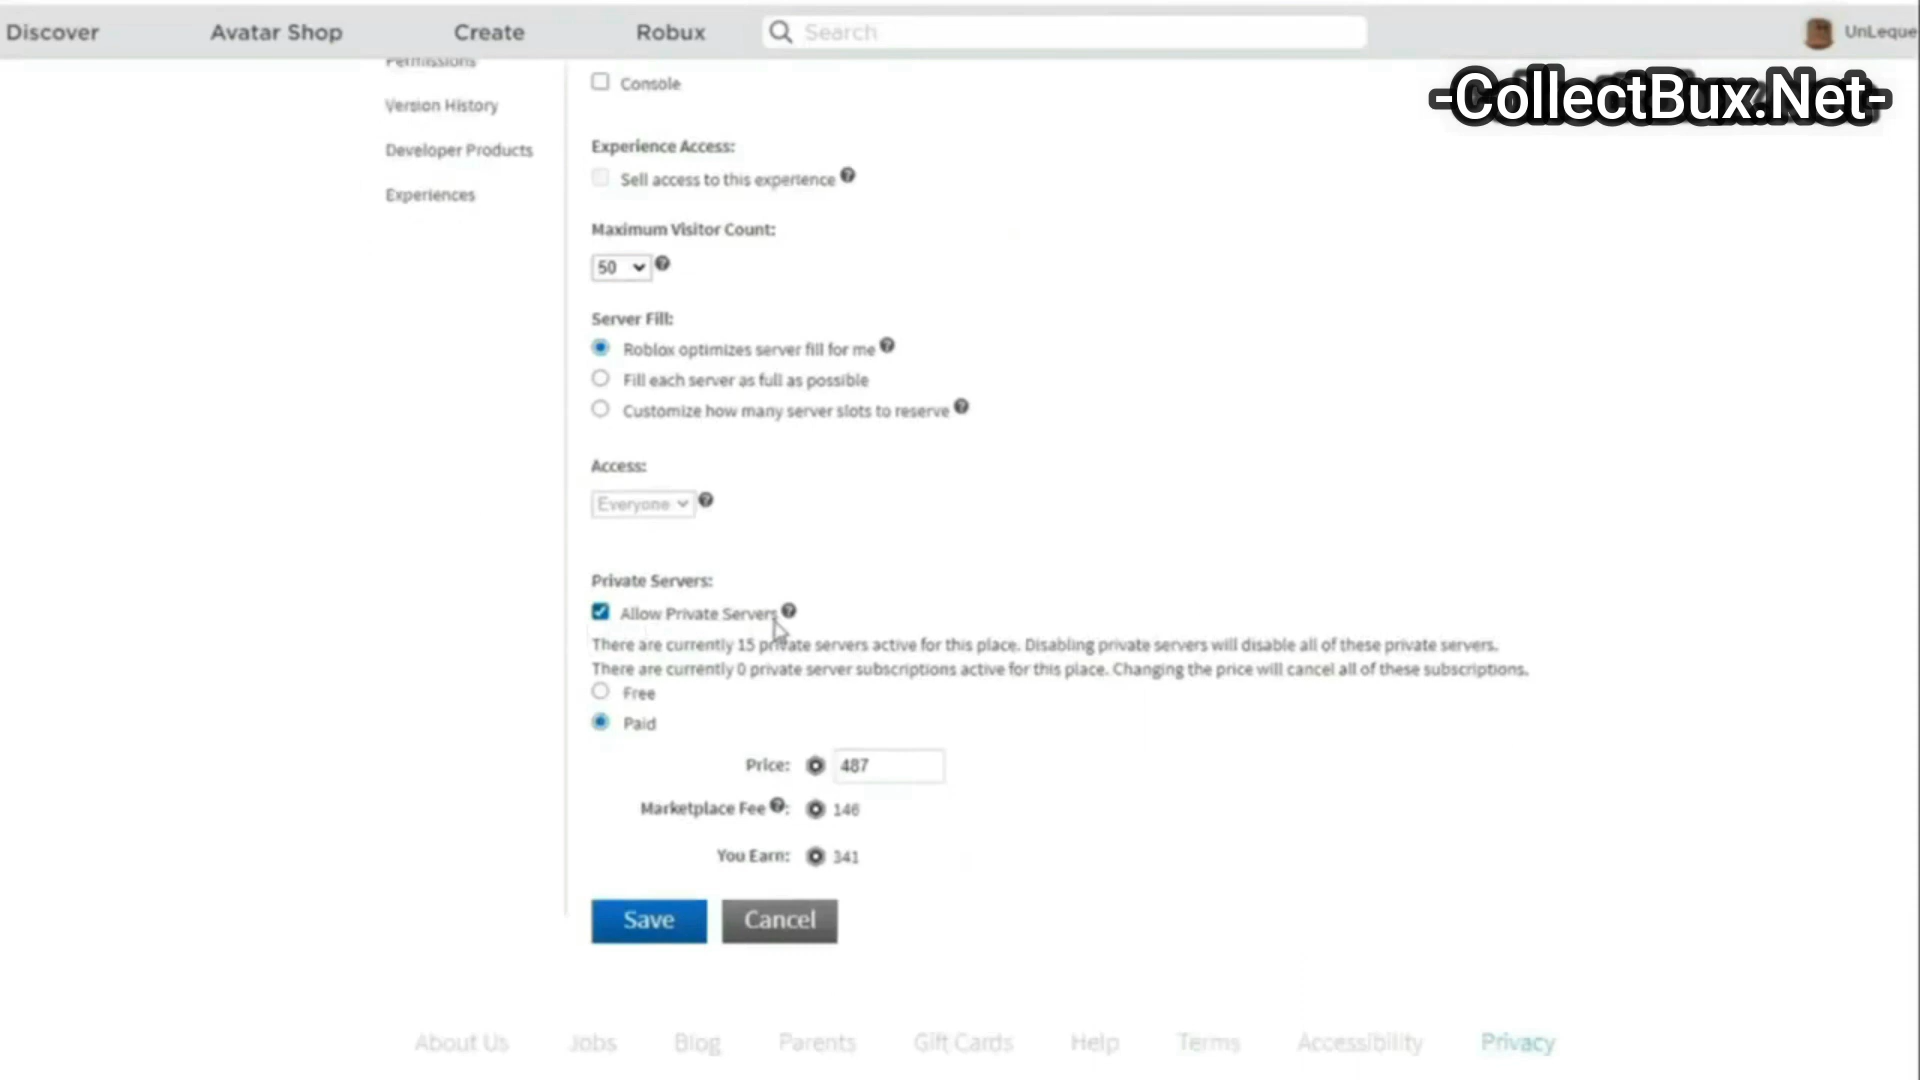 Discover Avatar Shop Create Robux Search UnLeque
-CollectBux.Net-
Permissions
Version History
Developer Products
Experiences
Console
Experience Access:
Sell access to this experience
Maximum Visitor Count:
50
Server Fill:
Roblox optimizes server fill for me
Fill each server as full as possible
Customize how many server slots to reserve
Access:
Everyone
Private Servers:
Allow Private Servers
There are currently 15 private servers active for this place. Disabling private servers will disable all of these private servers.
There are currently 0 private server subscriptions active for this place. Changing the price will cancel all of these subscriptions.
Free
Paid
Price: 487
Marketplace Fee : 146
You Earn: 341
Save Cancel
About Us Jobs Blog Parents Gift Cards Help Terms Accessibility Privacy